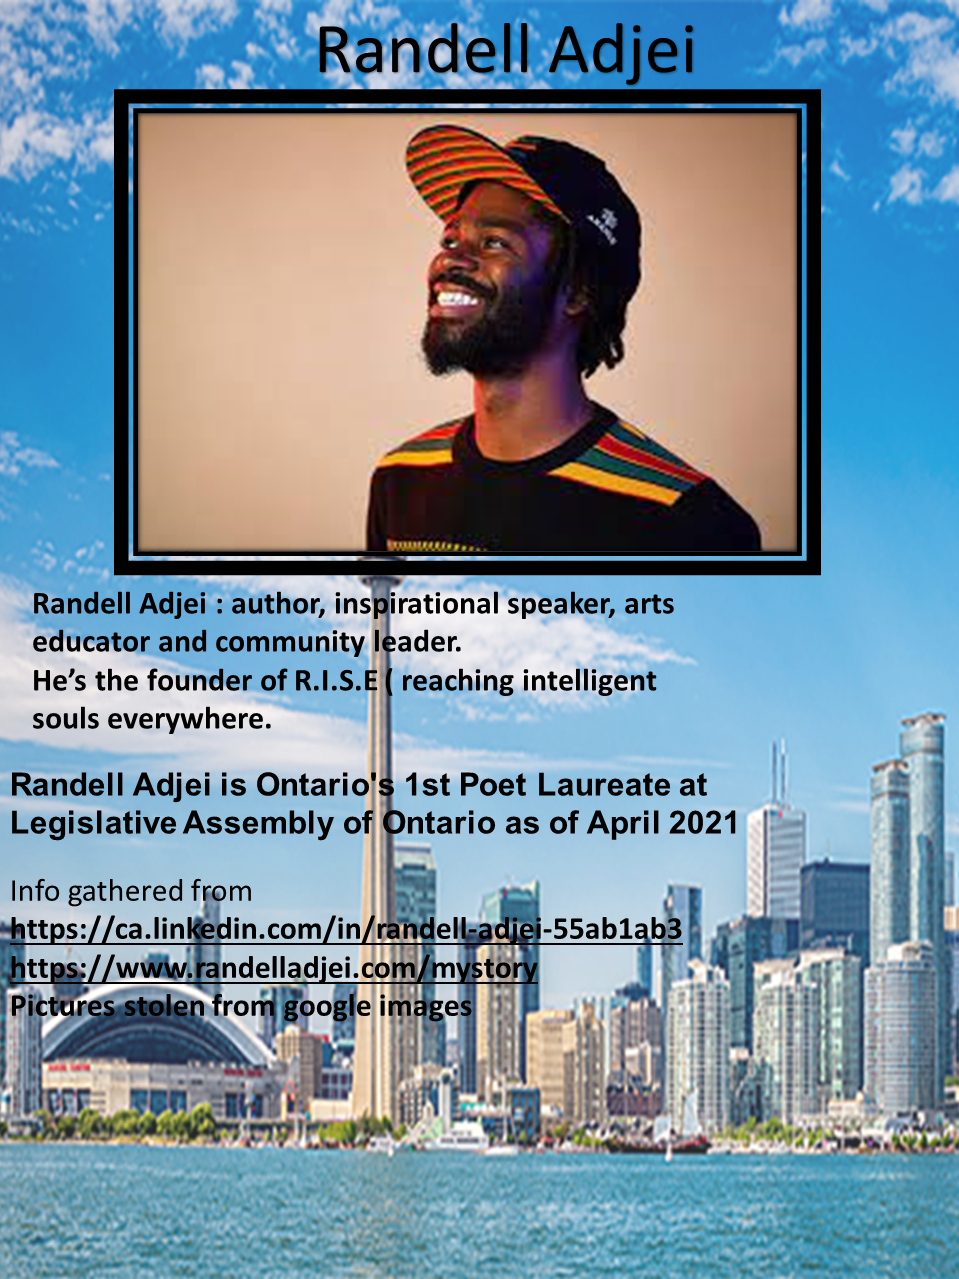 Randell Adjei
Randell Adjei : author, inspirational speaker, arts
educator and community leader.
He’s the founder of R.I.S.E ( reaching intelligent
souls everywhere.
Randell Adjei is Ontario's 1st Poet Laureate at
Legislative Assembly of Ontario as of April 2021
Info gathered from
https://ca.linkedin.com/in/randell-adjei-55ab1ab3
https://www.randelladjei.com/mystory
Pictures stolen from google images